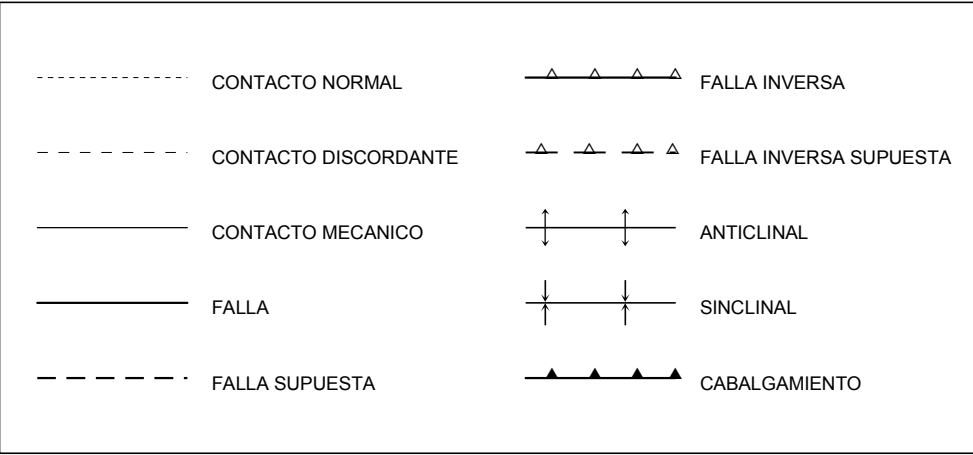 CONTACTO NORMAL
CONTACTO DISCORDANTE
CONTACTO MECANICO
FALLA
FALLA SUPUESTA
FALLA INVERSA
FALLA INVERSA SUPUESTA
ANTICLINAL
SINCLINAL
CABALGAMIENTO